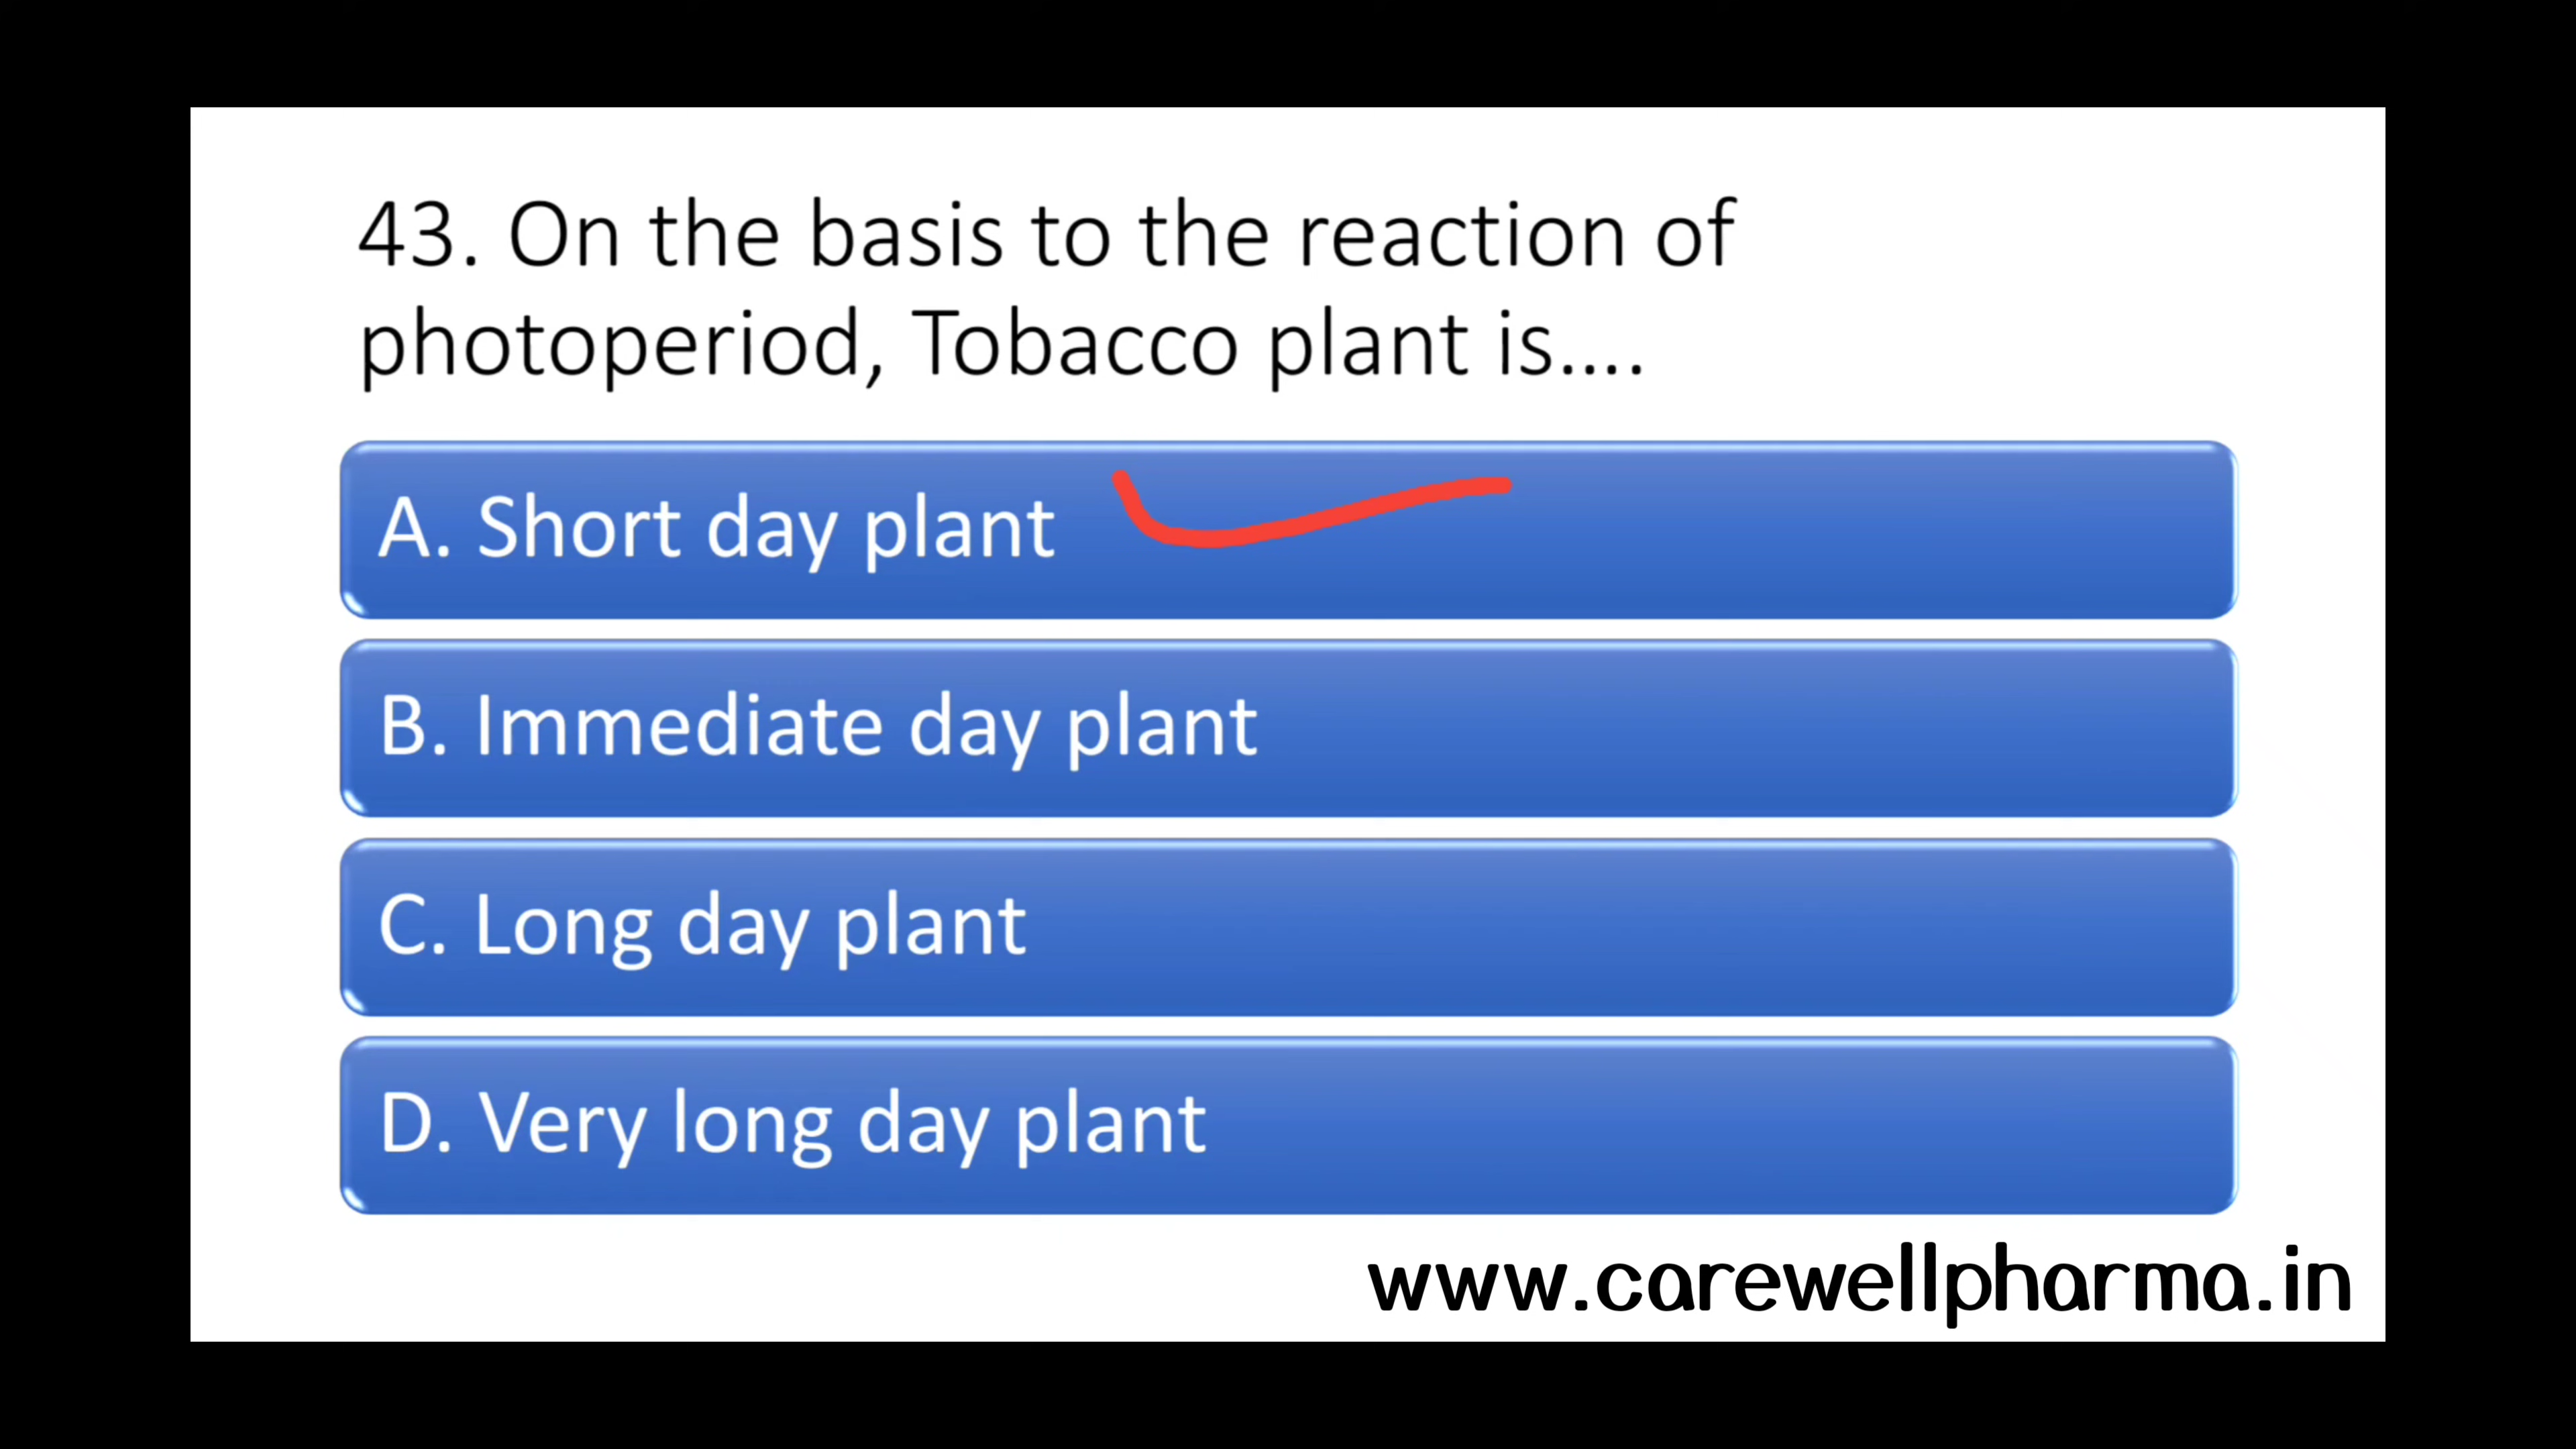 43. On the basis to the reaction of
photoperiod, Tobacco plant is....
A. Short day plant
B. Immediate day plant
C. Long day plant
D. Very long day plant
www.carewellpharma.in